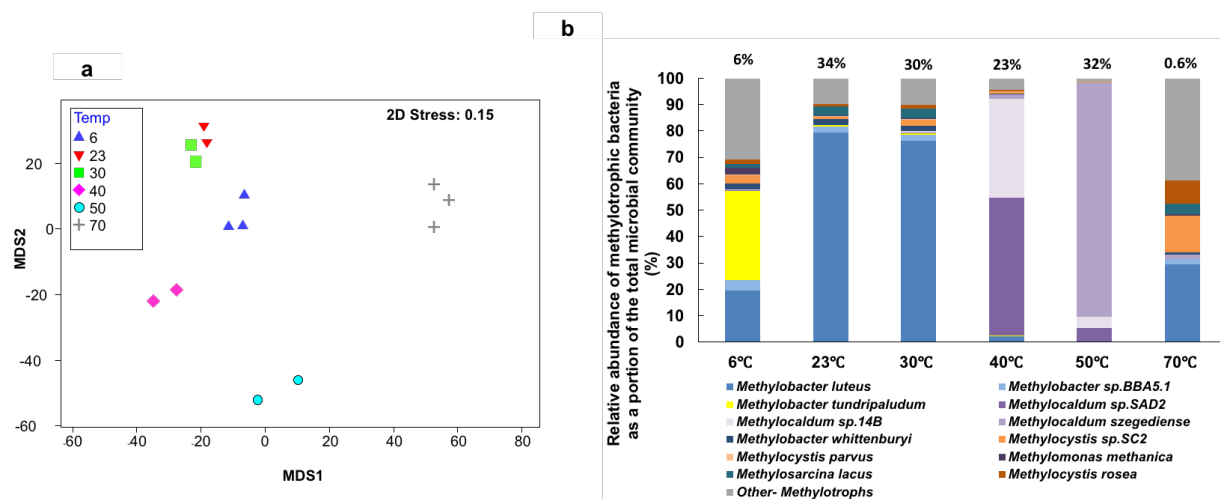 a
2D Stress: 0.15
Temp
6
23
30
40
50
70
20
0
-20
-40
-60
MDS2
-60 -40 -20 0 20 40 60 80
MDS1
b
6% 34% 30% 23% 32% 0.6%
Relative abundance of methylotrophic bacteria
as a portion of the total microbial community
(%)
100
90
80
70
60
50
40
30
20
10
0
6℃ 23℃ 30℃ 40℃ 50℃ 70℃
Methylobacter luteus Methylobacter sp.BBA5.1
Methylobacter tundripaludum Methylocaldum sp.SAD2
Methylocaldum sp.14B Methylocaldum szegediense
Methylobacter whittenburyi Methylocystis sp.SC2
Methylocystis parvus Methylomonas methanica
Methylosarcina lacus Methylocystis rosea
Other- Methylotrophs